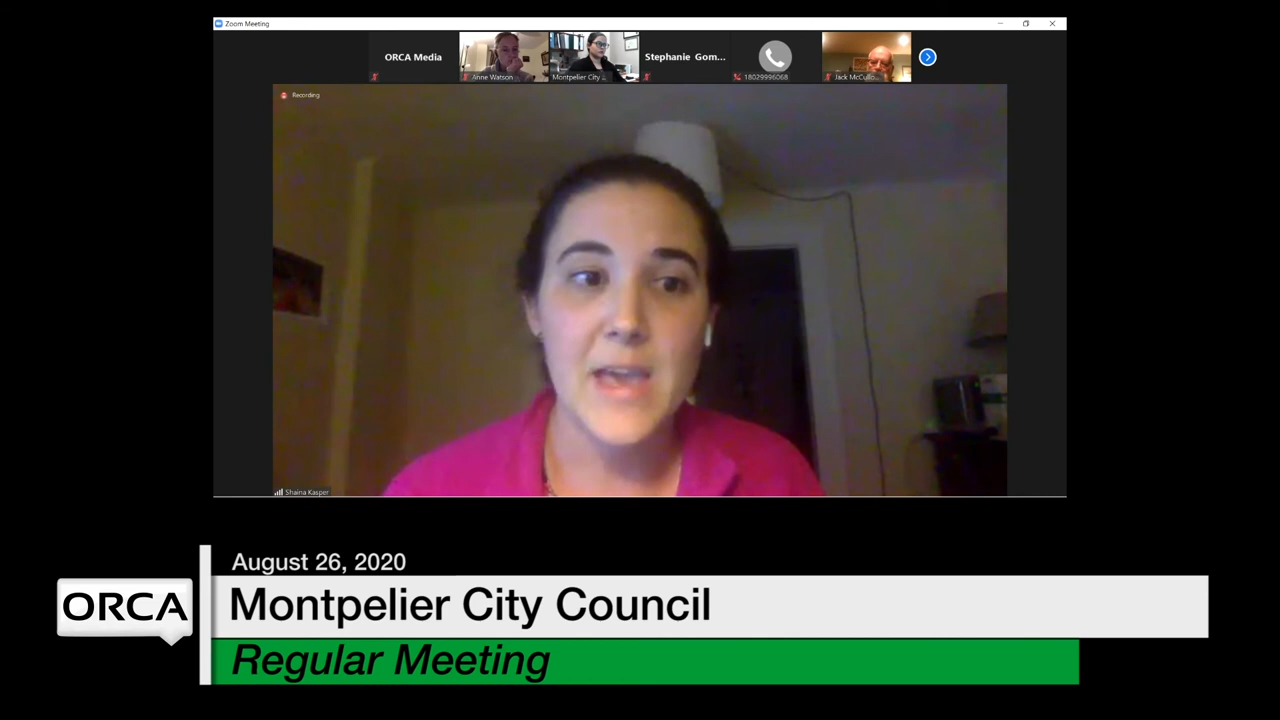 Zoom Meeting
ORCA Media
Anne Watson
Montpelier City ...
Stephanie Gom...
18029996068
Jack McCullo...
Recording
Shaina Kasper
August 26, 2020
ORCA
Montpelier City Council
Regular Meeting